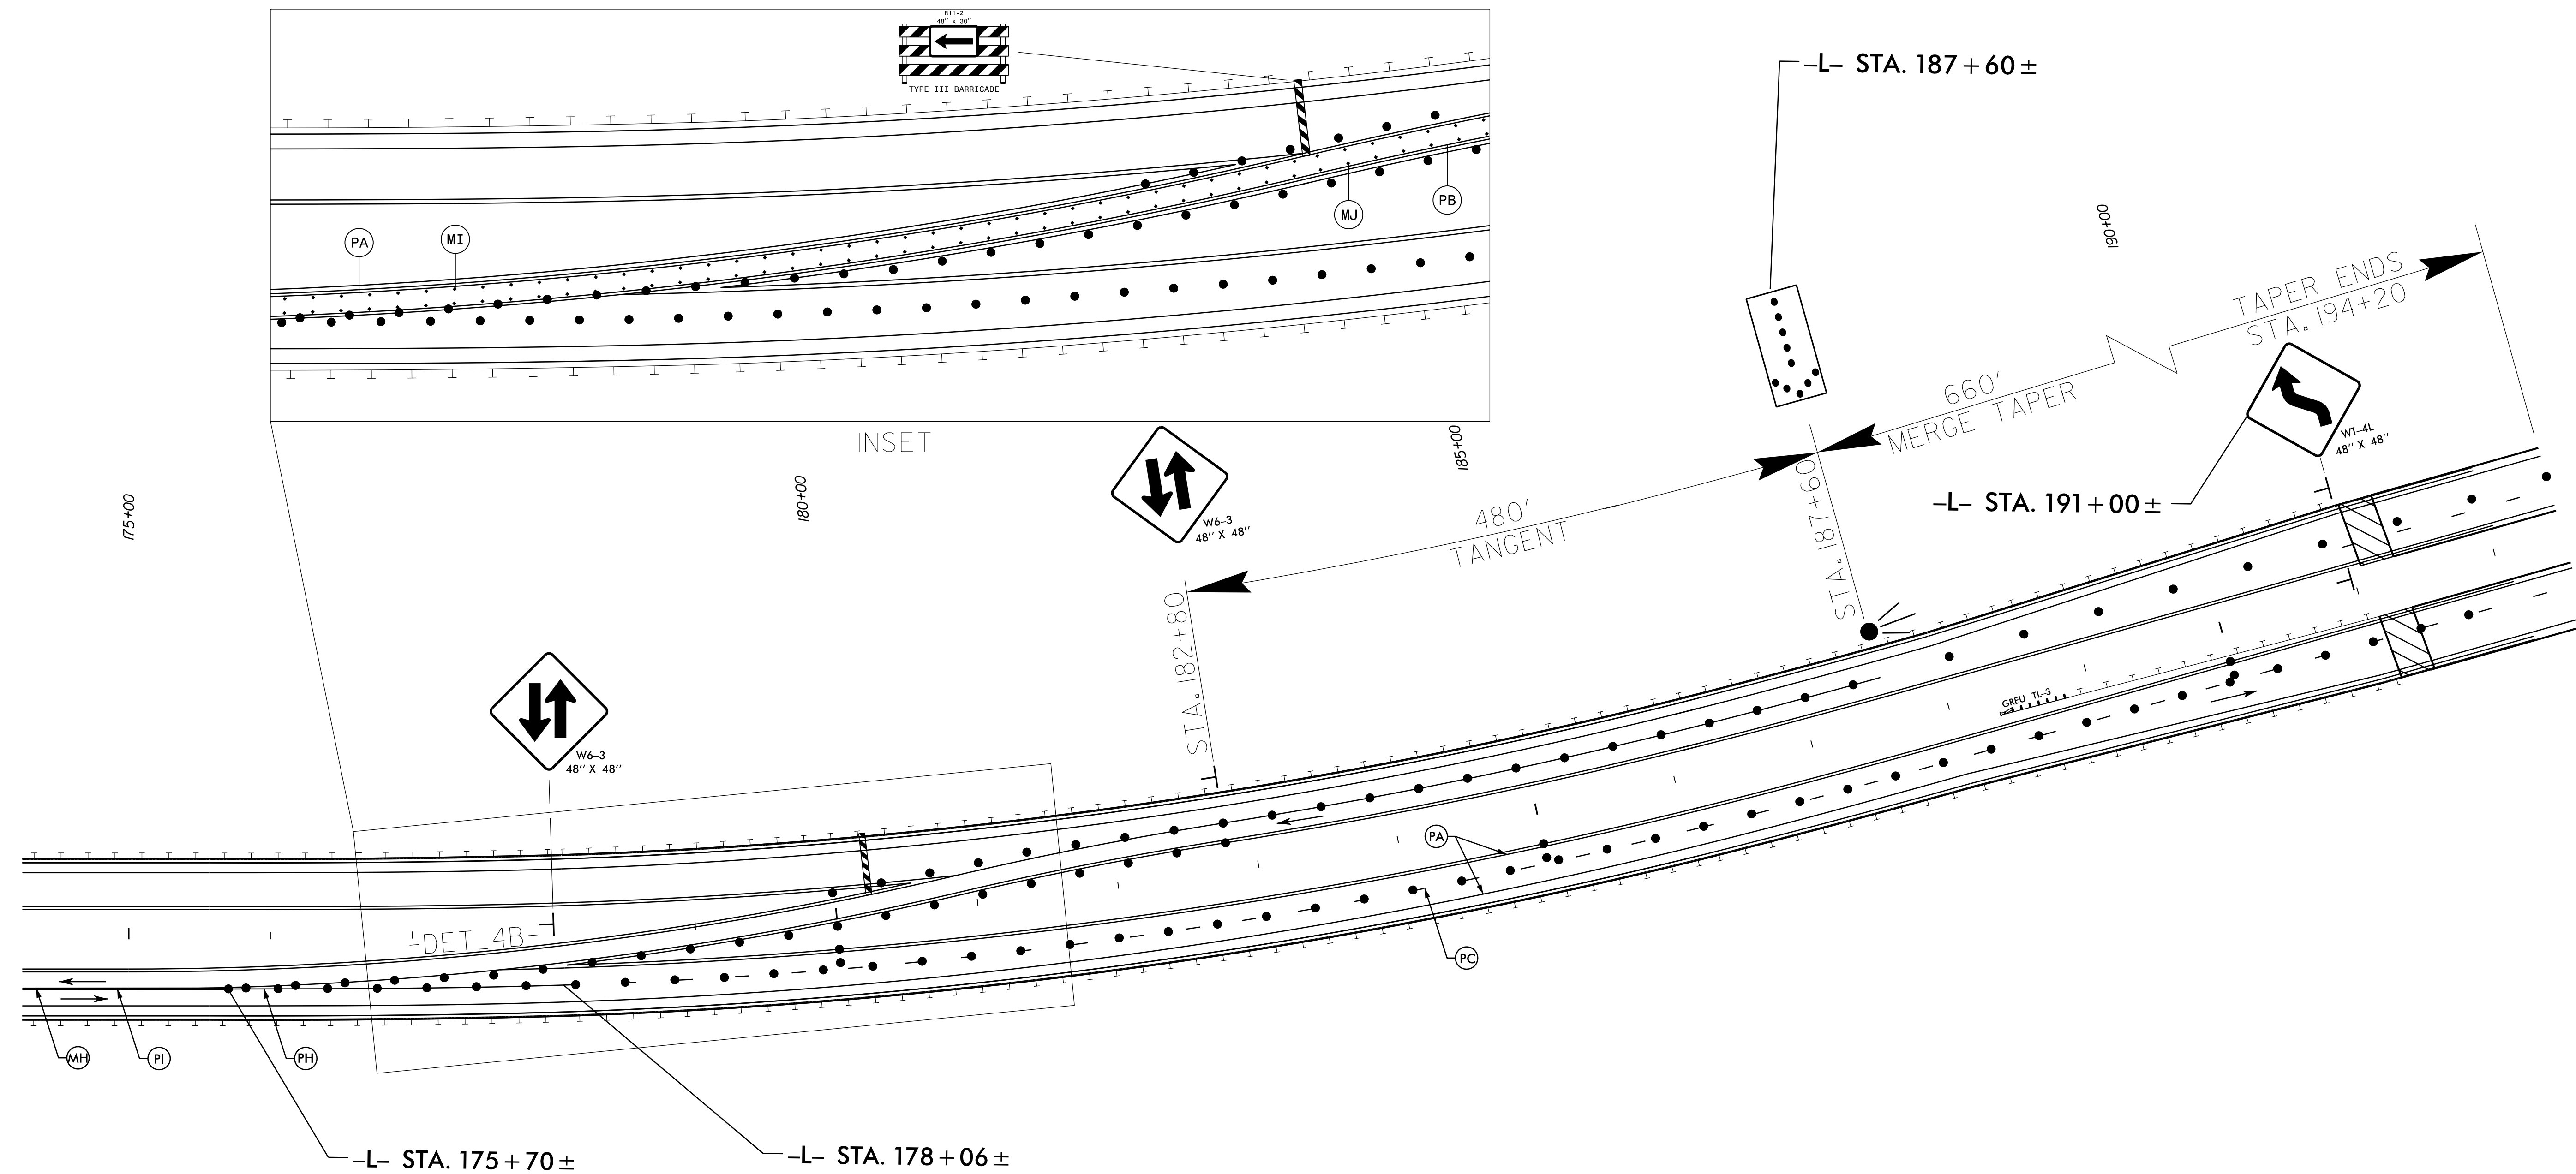 R11-2
48" x 30"
TYPE III BARRICADE
PA
MI
MJ
PB
INSET
–L– STA. 187+60±
190+00
TAPER ENDS
STA. 194+20
660'
MERGE TAPER
W1–4L
48" X 48"
–L– STA. 191+00±
175+00
180+00
185+00
W6–3
48" X 48"
480'
TANGENT
STA. 187+60
STA. 182+80
W6–3
48" X 48"
GREU TL–3
-DET_4B-
PA
PC
MH
PI
PH
–L– STA. 175+70±
–L– STA. 178+06±